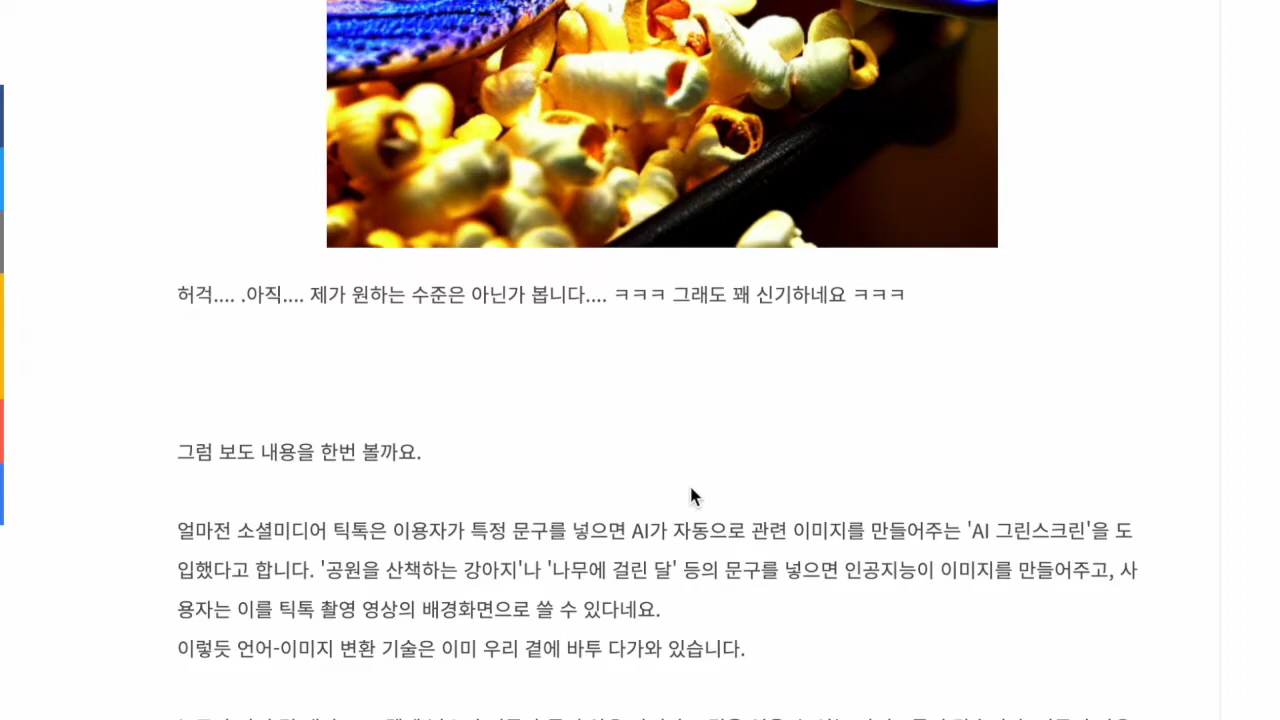 허걱.... .아직.... 제가 원하는 수준은 아닌가 봅니다.... ㅋㅋㅋ 그래도 꽤 신기하네요 ㅋㅋㅋ
그럼 보도 내용을 한번 볼까요.
얼마전 소셜미디어 틱톡은 이용자가 특정 문구를 넣으면 AI가 자동으로 관련 이미지를 만들어주는 'AI 그린스크린'을 도
입했다고 합니다. '공원을 산책하는 강아지'나 '나무에 걸린 달' 등의 문구를 넣으면 인공지능이 이미지를 만들어주고, 사
용자는 이를 틱톡 촬영 영상의 배경화면으로 쓸 수 있다네요.
이렇듯 언어-이미지 변환 기술은 이미 우리 곁에 바투 다가와 있습니다.